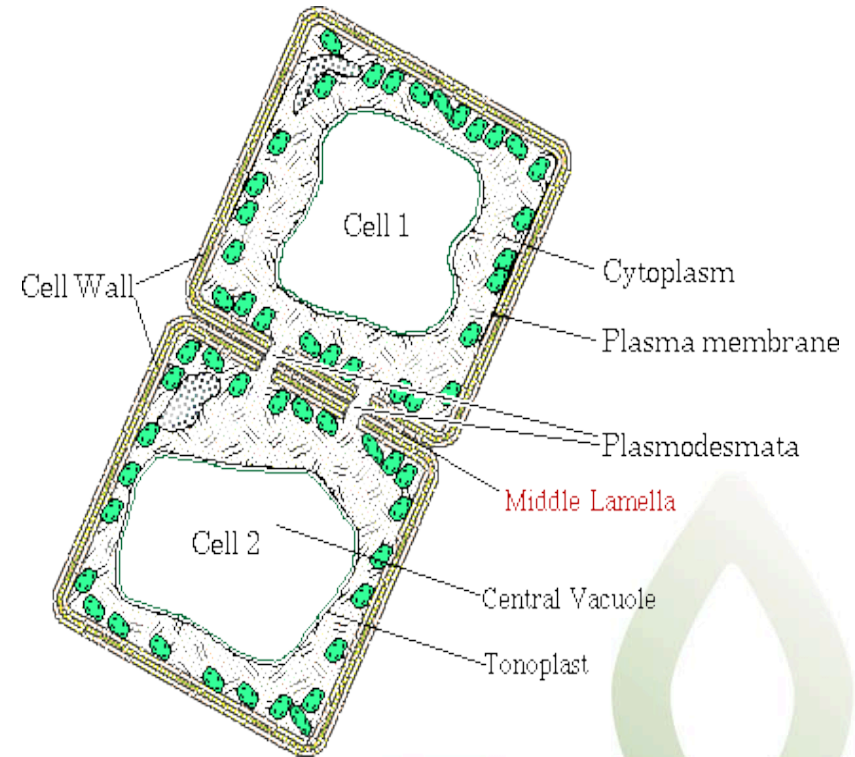 Cell 1
Cytoplasm
Cell Wall
Plasma membrane
Plasmodesmata
Middle Lamella
Cell 2
Central Vacuole
Tonoplast